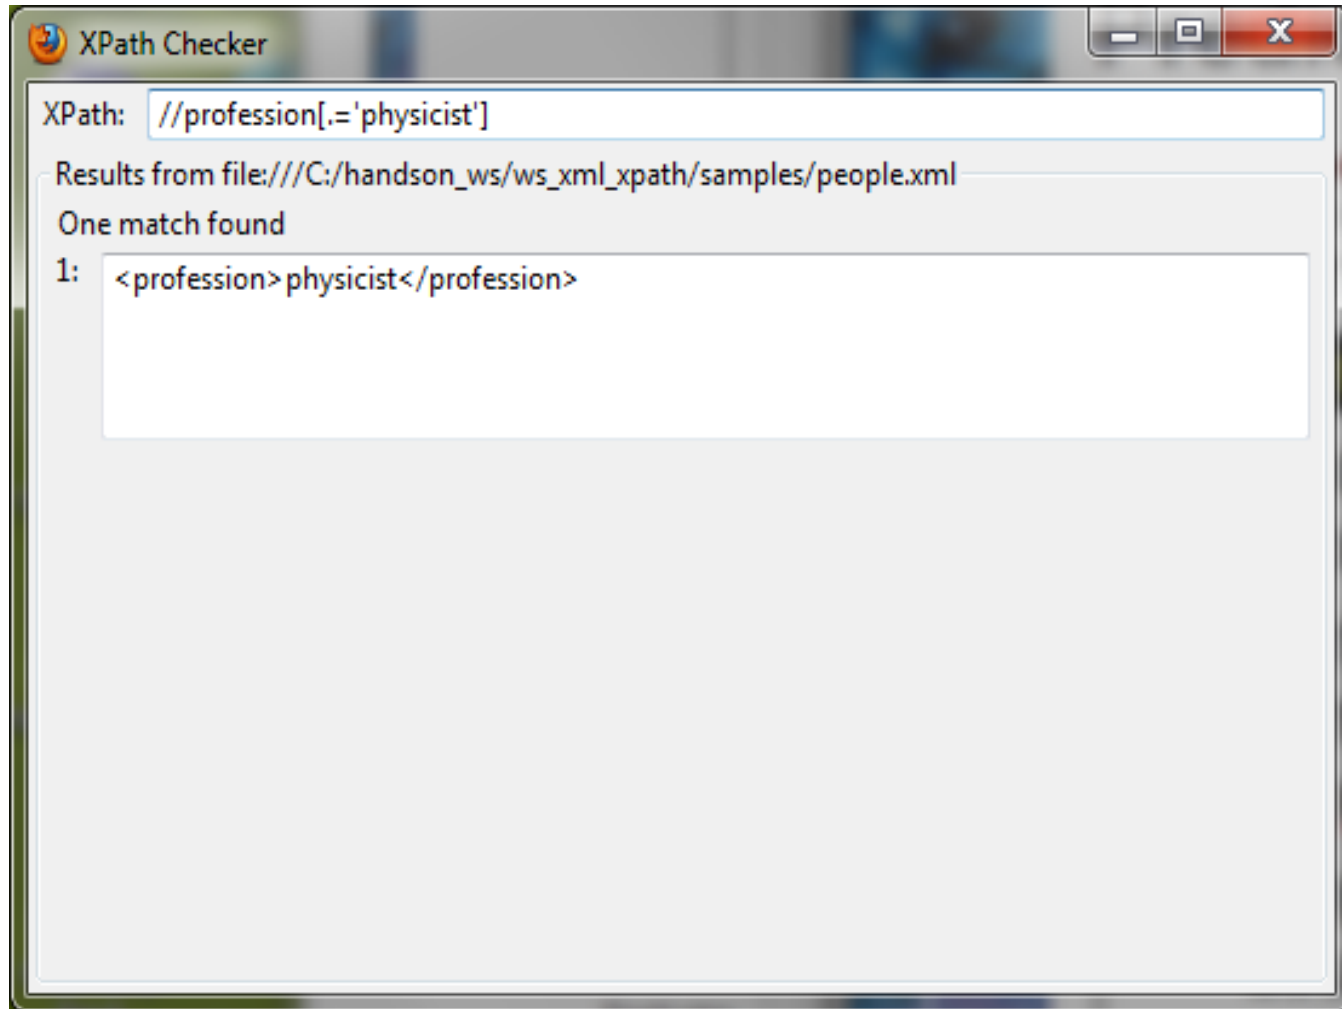 XPath Checker
XPath: //profession[.='physicist']
Results from file:///C:/handson_ws/ws_xml_xpath/samples/people.xml
One match found
1: <profession>physicist</profession>